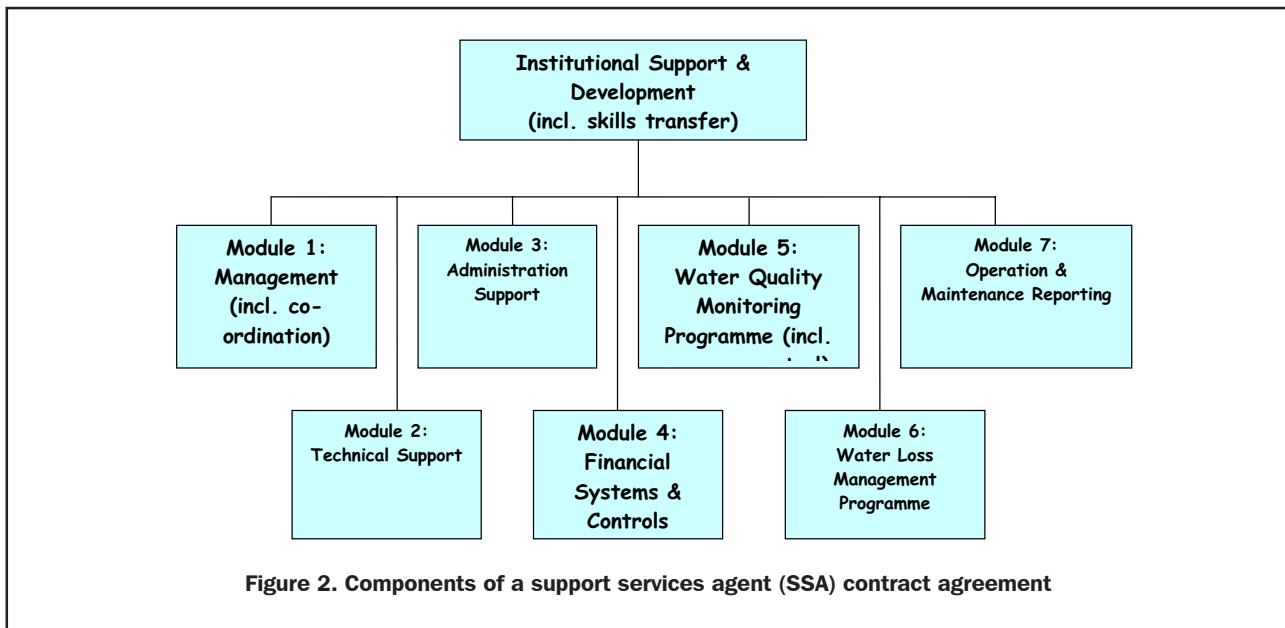 Institutional Support &
Development
(incl. skills transfer)
Module 1:
Management
(incl. co-
ordination)
Module 3:
Administration
Support
Module 5:
Water Quality
Monitoring
Programme (incl.
Module 7:
Operation &
Maintenance Reporting
Module 2:
Technical Support
Module 4:
Financial
Systems &
Controls
Module 6:
Water Loss
Management
Programme
Figure 2. Components of a support services agent (SSA) contract agreement